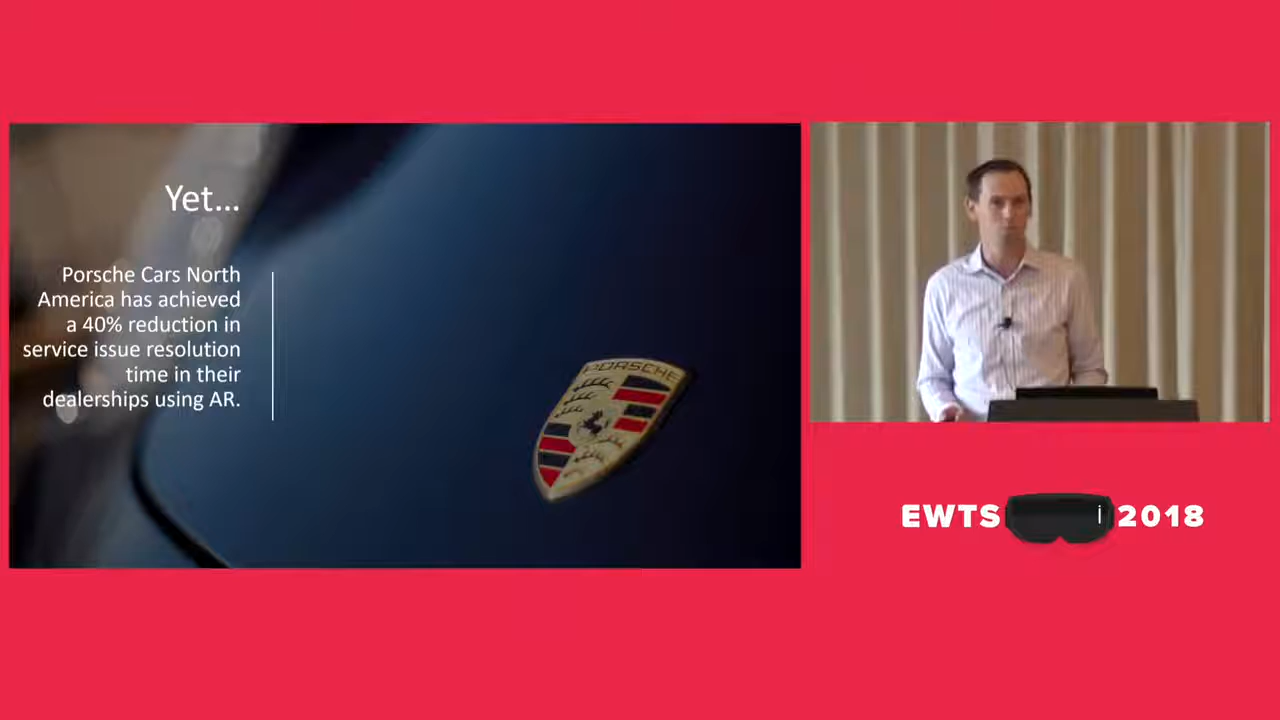 Yet...
Porsche Cars North
America has achieved
a 40% reduction in
service issue resolution
time in their
dealerships using AR.
PORSCHE
EWTS i 2018